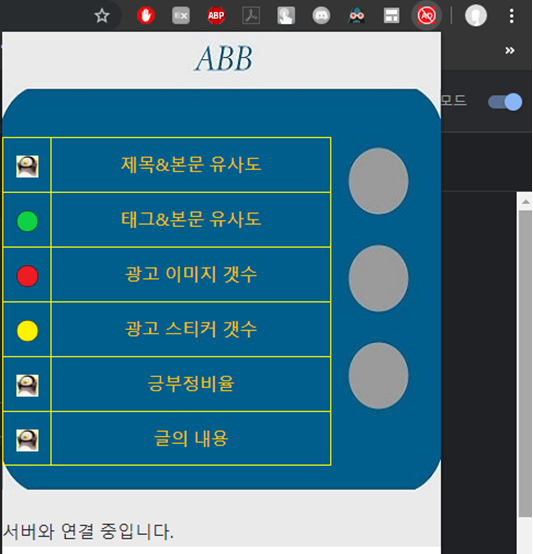 ABP
AD
ABB
»
모드
제목&본문 유사도
태그&본문 유사도
광고 이미지 갯수
광고 스티커 갯수
긍부정비율
글의 내용
서버와 연결 중입니다.